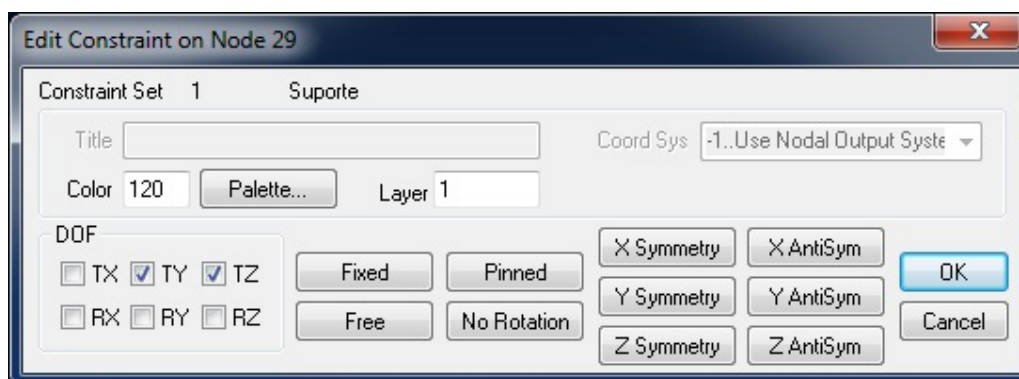 Edit Constraint on Node 29
Constraint Set 1 Suporte
Title Coord Sys -1..Use Nodal Output Syste
Color 120 Palette... Layer 1
DOF
TX TY TZ Fixed Pinned X Symmetry X AntiSym OK
RX RY RZ Free No Rotation Y Symmetry Y AntiSym Cancel
Z Symmetry Z AntiSym